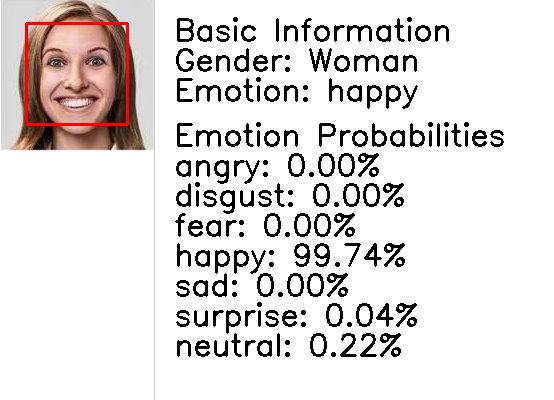 Basic Information
Gender: Woman
Emotion: happy
Emotion Probabilities
angry: 0.00%
disgust: 0.00%
fear: 0.00%
happy: 99.74%
sad: 0.00%
surprise: 0.04%
neutral: 0.22%